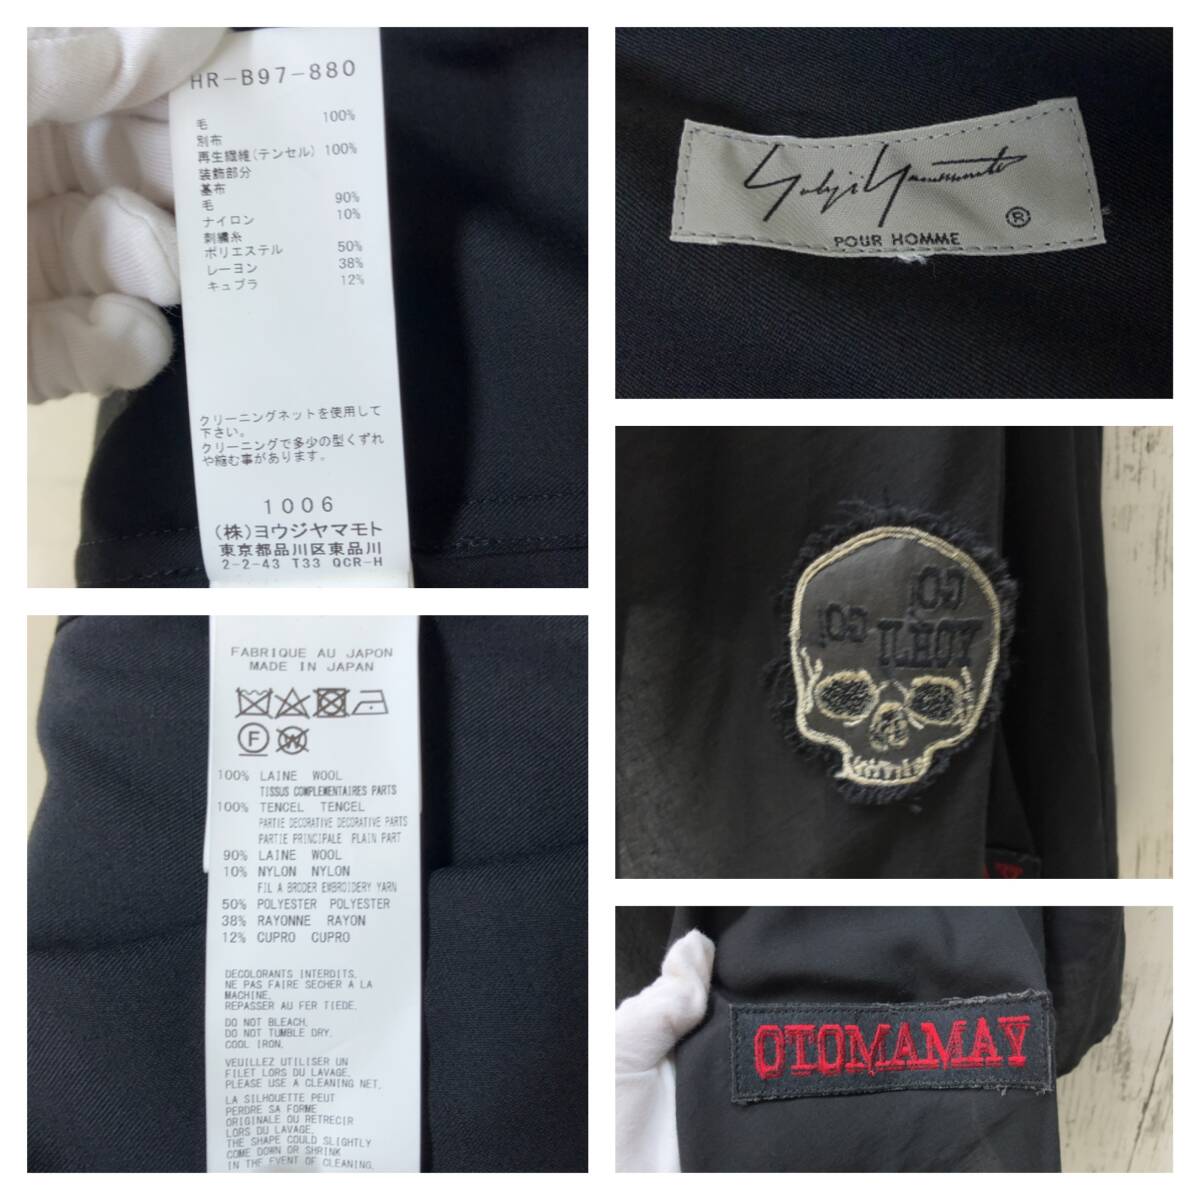 HR-B97-880
毛 100%
別布
再生繊維(テンセル) 100%
装飾部分
基布
毛 90%
ナイロン 10%
刺繍糸
ポリエステル 50%
レーヨン 38%
キュプラ 12%
クリーニングネットを使用して
下さい。
クリーニングで多少の型くずれ
や縮む事があります。
1006
(株)ヨウジヤマモト
東京都品川区東品川
2-2-43 T33 QCR-H
Yohji Yamamoto
®
POUR HOMME
GO!
GO!
ILHOY
YOHJI
OTOMAMAY
FABRIQUE AU JAPON
MADE IN JAPAN
F
W
100% LAINE WOOL
TISSUS COMPLEMENTAIRES PARTS
100% TENCEL TENCEL
PARTIE DECORATIVE DECORATIVE PARTS
PARTIE PRINCIPALE PLAIN PART
90% LAINE WOOL
10% NYLON NYLON
FIL A BRODER EMBROIDERY YARN
50% POLYESTER POLYESTER
38% RAYONNE RAYON
12% CUPRO CUPRO
DECOLORANTS INTERDITS.
NE PAS FAIRE SECHER A LA
MACHINE.
REPASSER AU FER TIEDE.
DO NOT BLEACH.
DO NOT TUMBLE DRY.
COOL IRON.
VEUILLEZ UTILISER UN
FILET LORS DU LAVAGE.
PLEASE USE A CLEANING NET.
LA SILHOUETTE PEUT
PERDRE SA FORME
ORIGINALE OU RETRECIR
LORS DU LAVAGE.
THE SHAPE COULD SLIGHTLY
COME DOWN OR SHRINK
IN THE EVENT OF CLEANING.